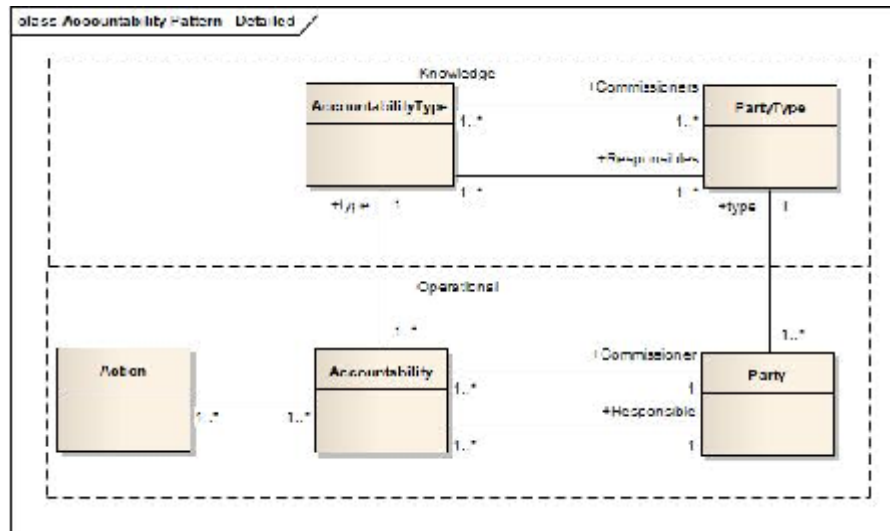 class Accountability Pattern - Detailed
Knowledge
AccountabilityType
+Commissioners
PartyType
1..*
1..*
+Responsibles
1..*
1..*
+type
1
+type
1
Operational
1..*
1..*
Action
Accountability
+Commissioner
Party
1..*
1
+Responsible
1..*
1..*
1..*
1